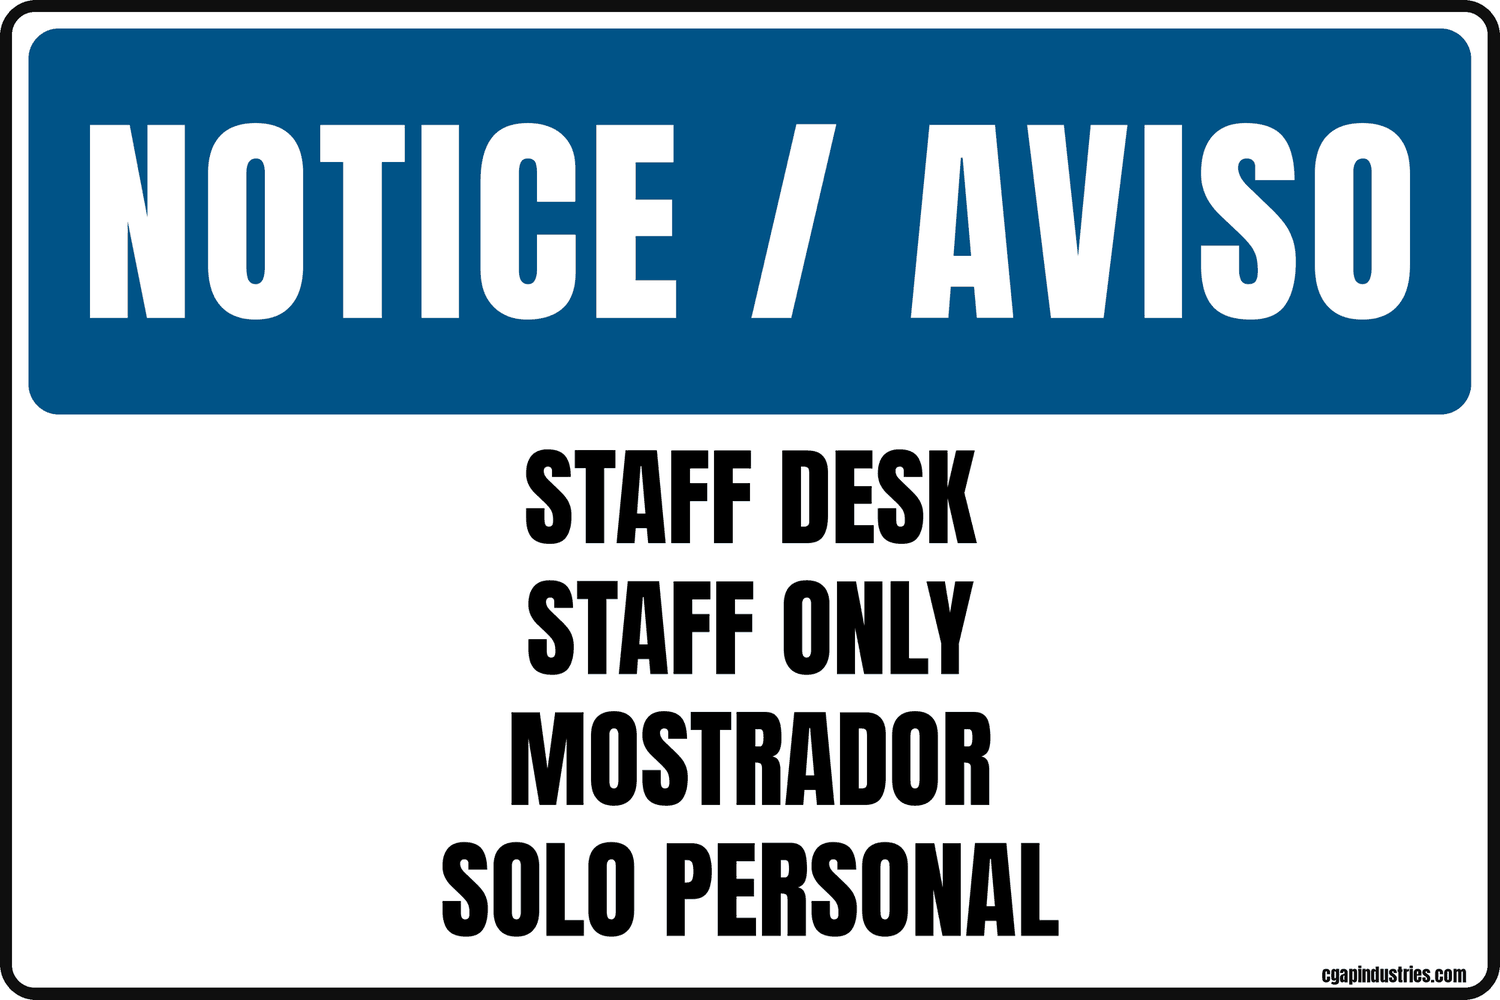 NOTICE / AVISO
STAFF DESK
STAFF ONLY
MOSTRADOR
SOLO PERSONAL
cgapindustries.com